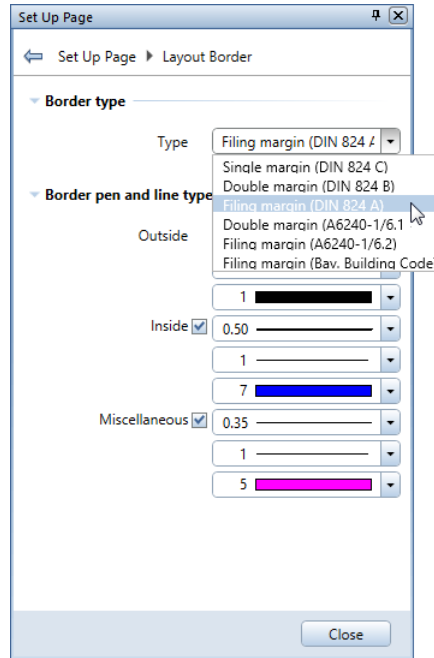 Set Up Page
Set Up Page Layout Border
Border type
Type Filing margin (DIN 824 A
Single margin (DIN 824 C)
Double margin (DIN 824 B)
Border pen and line type
Filing margin (DIN 824 A)
Double margin (A6240-1/6.1
Outside
Filing margin (A6240-1/6.2)
Filing margin (Bav. Building Code)
1
Inside 0.50
1
7
Miscellaneous 0.35
1
5
Close